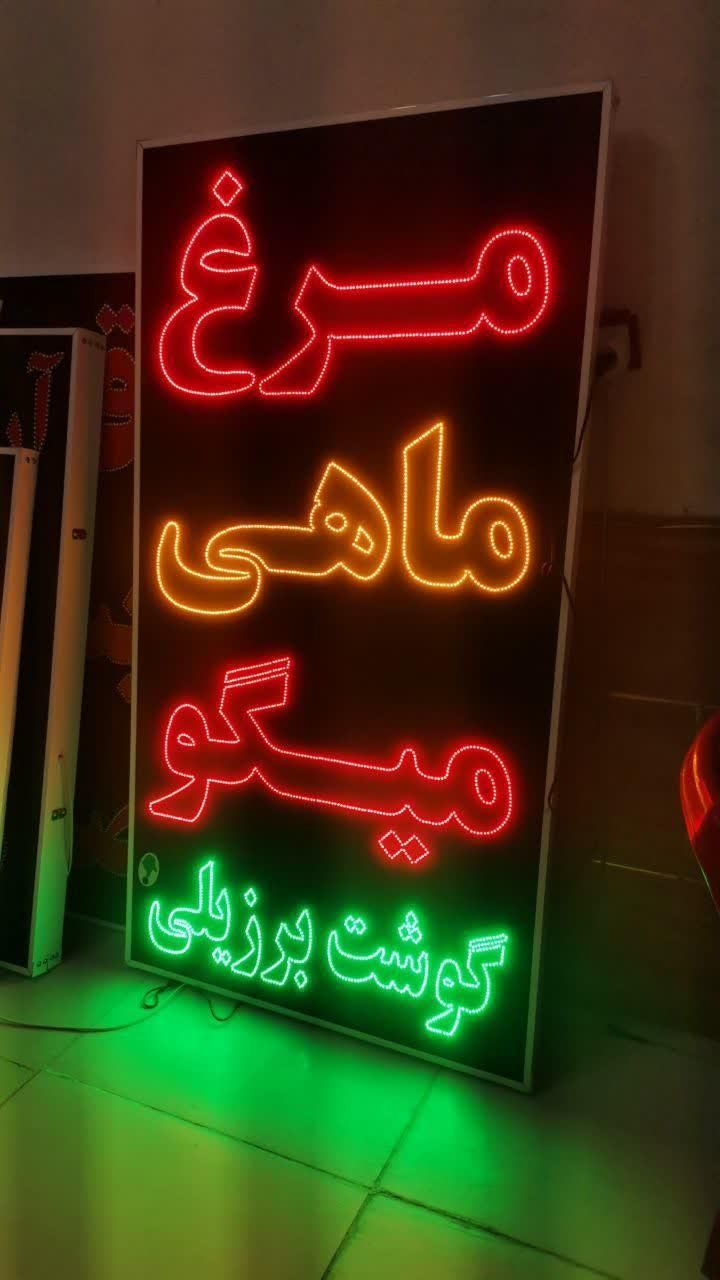 مرغ
ماهی
میگو
گوشت برزیلی